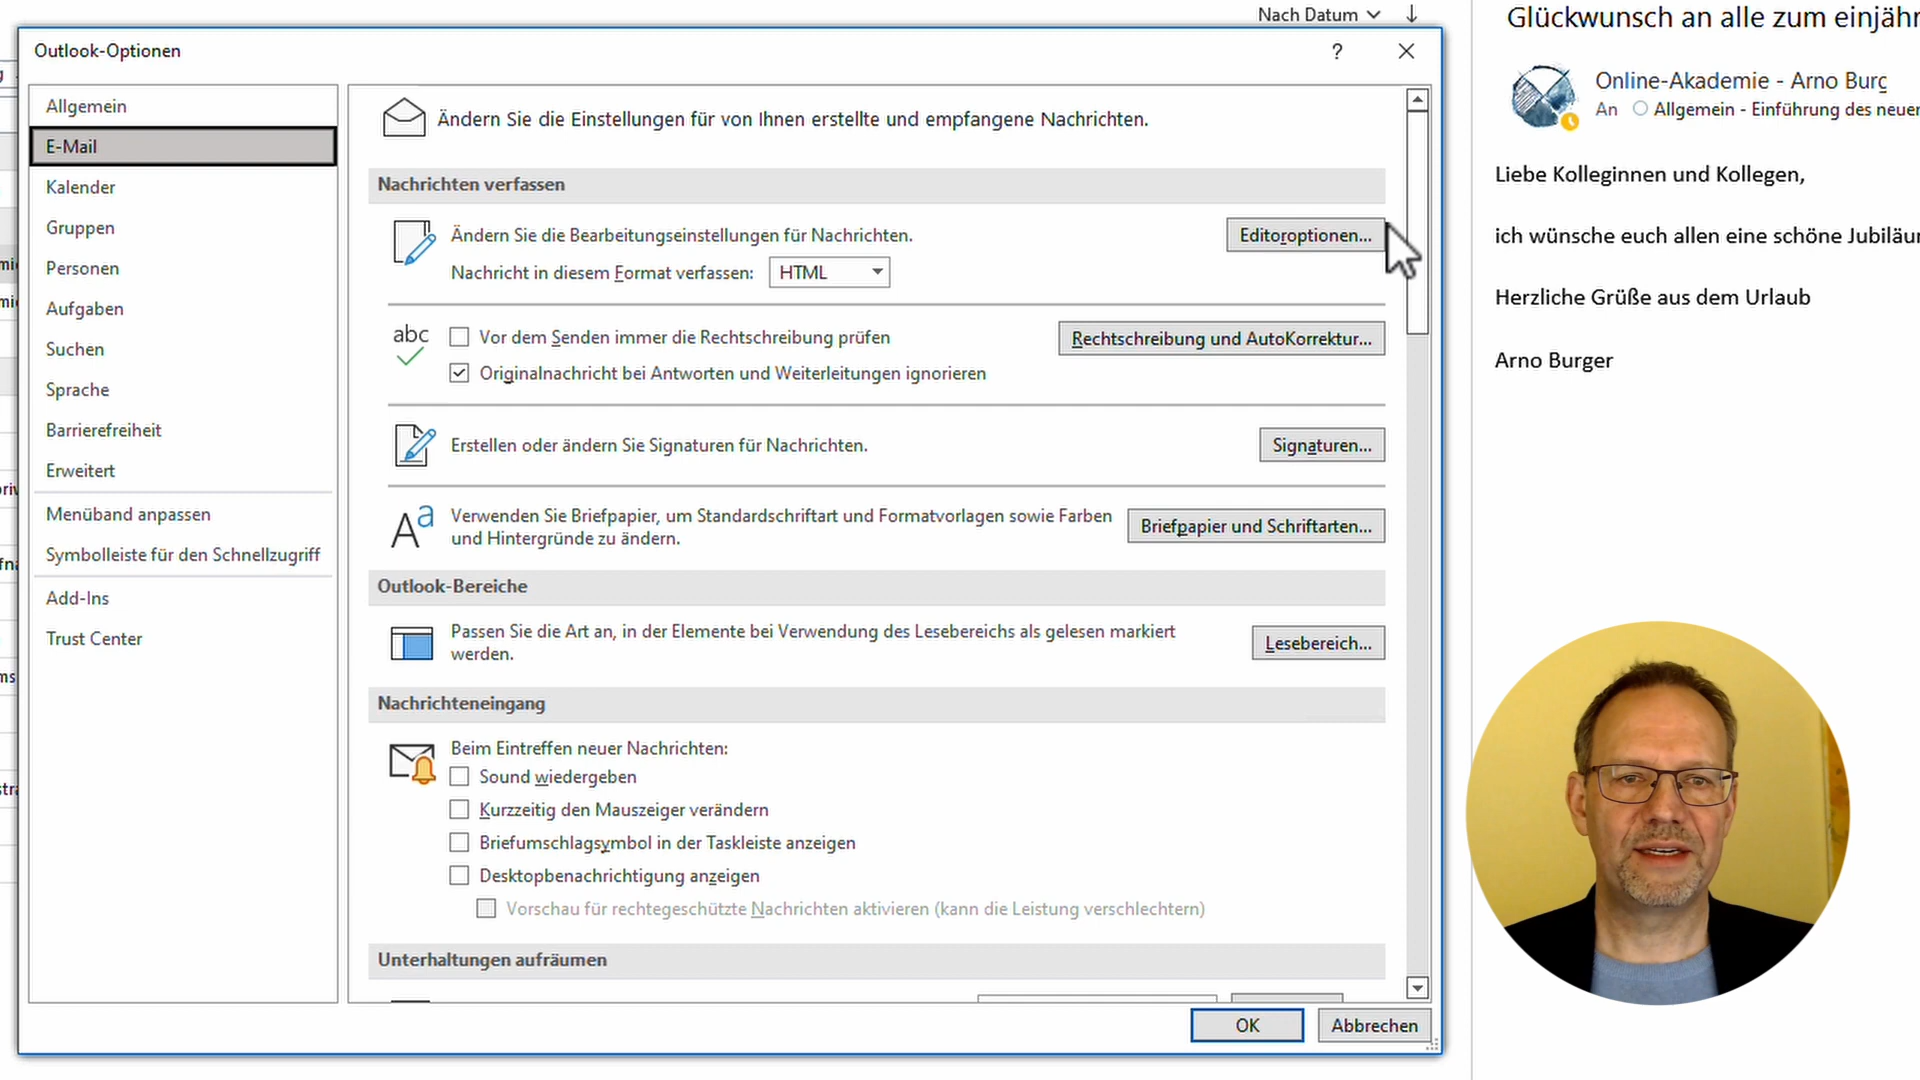 Nach Datum
Outlook-Optionen
?
Allgemein
E-Mail
Kalender
Gruppen
Personen
Aufgaben
Suchen
Sprache
Barrierefreiheit
Erweitert
Menüband anpassen
Symbolleiste für den Schnellzugriff
Add-Ins
Trust Center
Ändern Sie die Einstellungen für von Ihnen erstellte und empfangene Nachrichten.
Nachrichten verfassen
Ändern Sie die Bearbeitungseinstellungen für Nachrichten.
Editoroptionen...
Nachricht in diesem Format verfassen: HTML
abc
Vor dem Senden immer die Rechtschreibung prüfen
Rechtschreibung und AutoKorrektur...
Originalnachricht bei Antworten und Weiterleitungen ignorieren
Erstellen oder ändern Sie Signaturen für Nachrichten.
Signaturen...
Aa
Verwenden Sie Briefpapier, um Standardschriftart und Formatvorlagen sowie Farben
und Hintergründe zu ändern.
Briefpapier und Schriftarten...
Outlook-Bereiche
Passen Sie die Art an, in der Elemente bei Verwendung des Lesebereichs als gelesen markiert
werden.
Lesebereich...
Nachrichteneingang
Beim Eintreffen neuer Nachrichten:
Sound wiedergeben
Kurzzeitig den Mauszeiger verändern
Briefumschlagsymbol in der Taskleiste anzeigen
Desktopbenachrichtigung anzeigen
Vorschau für rechtegeschützte Nachrichten aktivieren (kann die Leistung verschlechtern)
Unterhaltungen aufräumen
OK
Abbrechen
Glückwunsch an alle zum einjähr
Online-Akademie - Arno Burg
An Allgemein - Einführung des neuer
Liebe Kolleginnen und Kollegen,
ich wünsche euch allen eine schöne Jubiläu
Herzliche Grüße aus dem Urlaub
Arno Burger